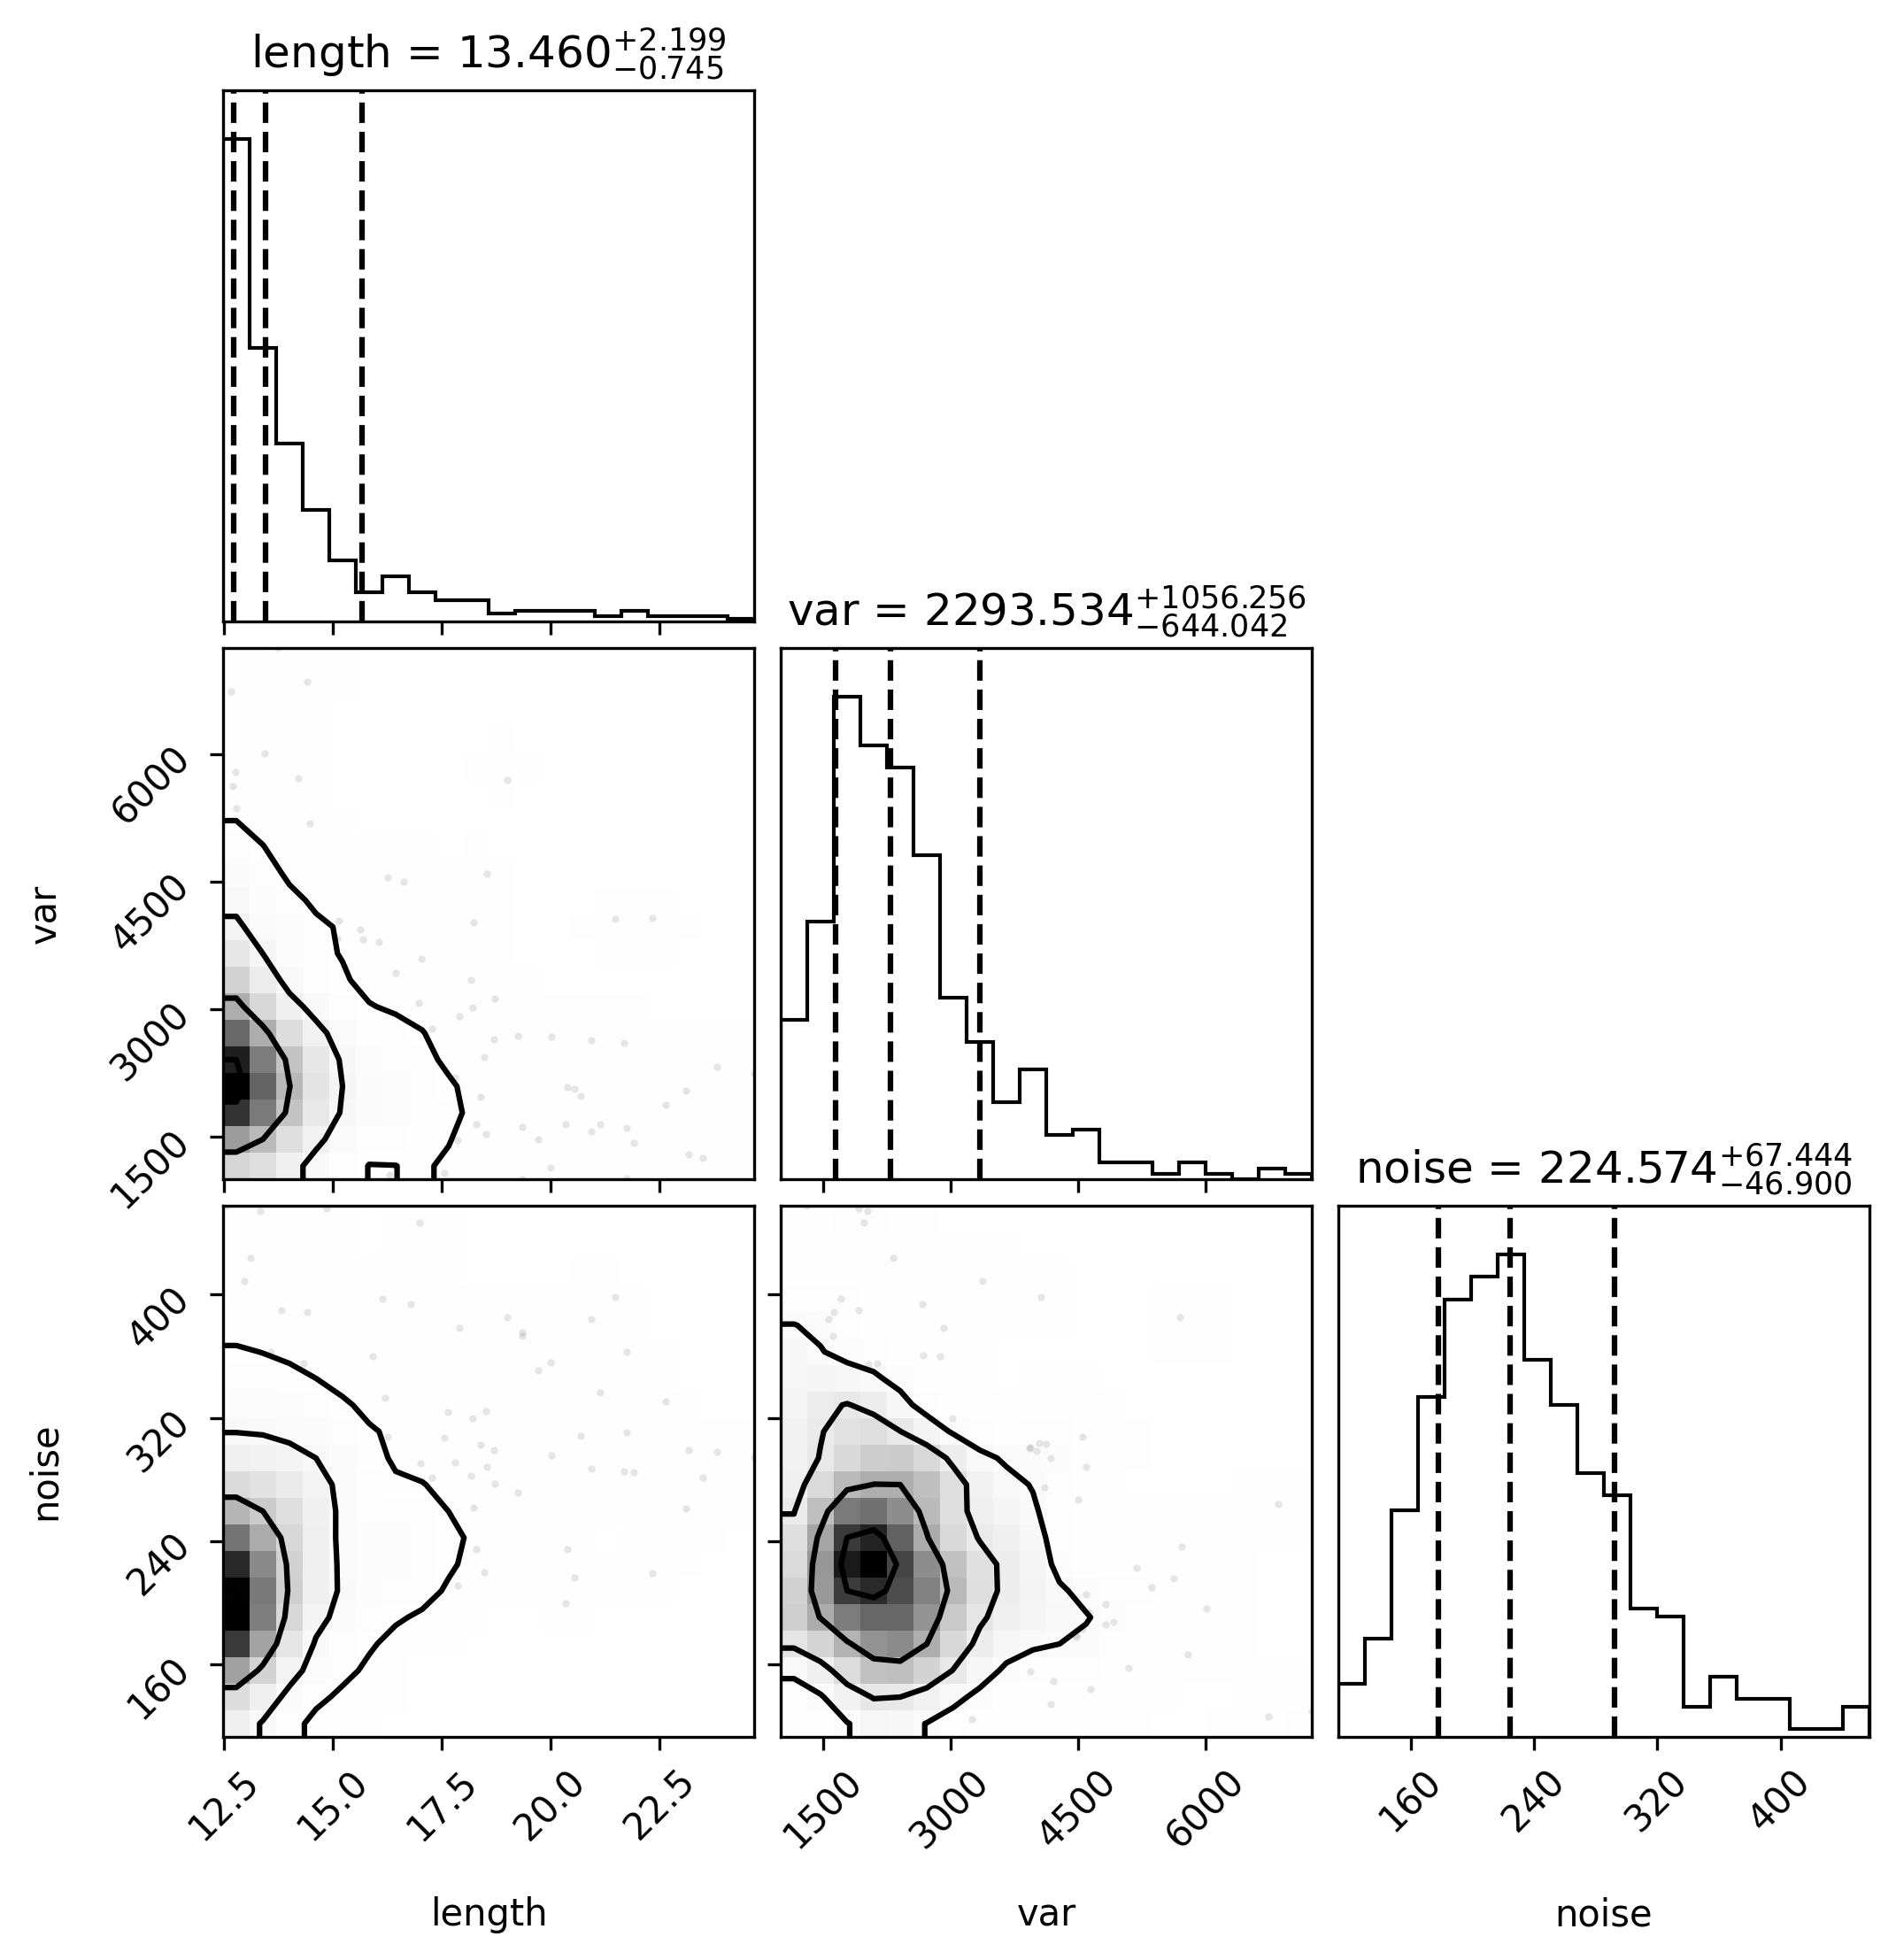 length = 13.460 +2.199 −0.745
var = 2293.534 +1056.256 −644.042
6000
4500
3000
1500
var
noise = 224.574 +67.444 −46.900
400
320
240
160
noise
12.5 15.0 17.5 20.0 22.5 1500 3000 4500 6000 160 240 320 400
length var noise